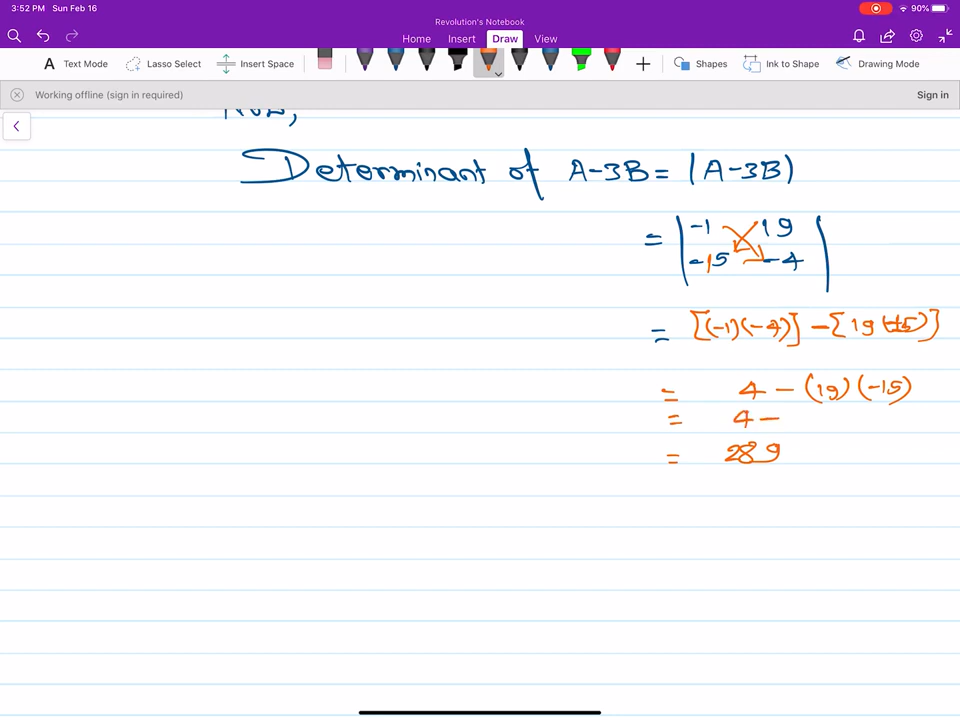 3:52 PM Sun Feb 16
90%
Revolution's Notebook
Home Insert Draw View
Text Mode Lasso Select Insert Space Shapes Ink to Shape Drawing Mode
Working offline (sign in required) Sign in
Determinant of A-3B = |A-3B|
= | -1 19
-15 -4 |
= [(-1)(-4)] - [19(-15)]
= 4 - (19)(-15)
= 4 -
= 289